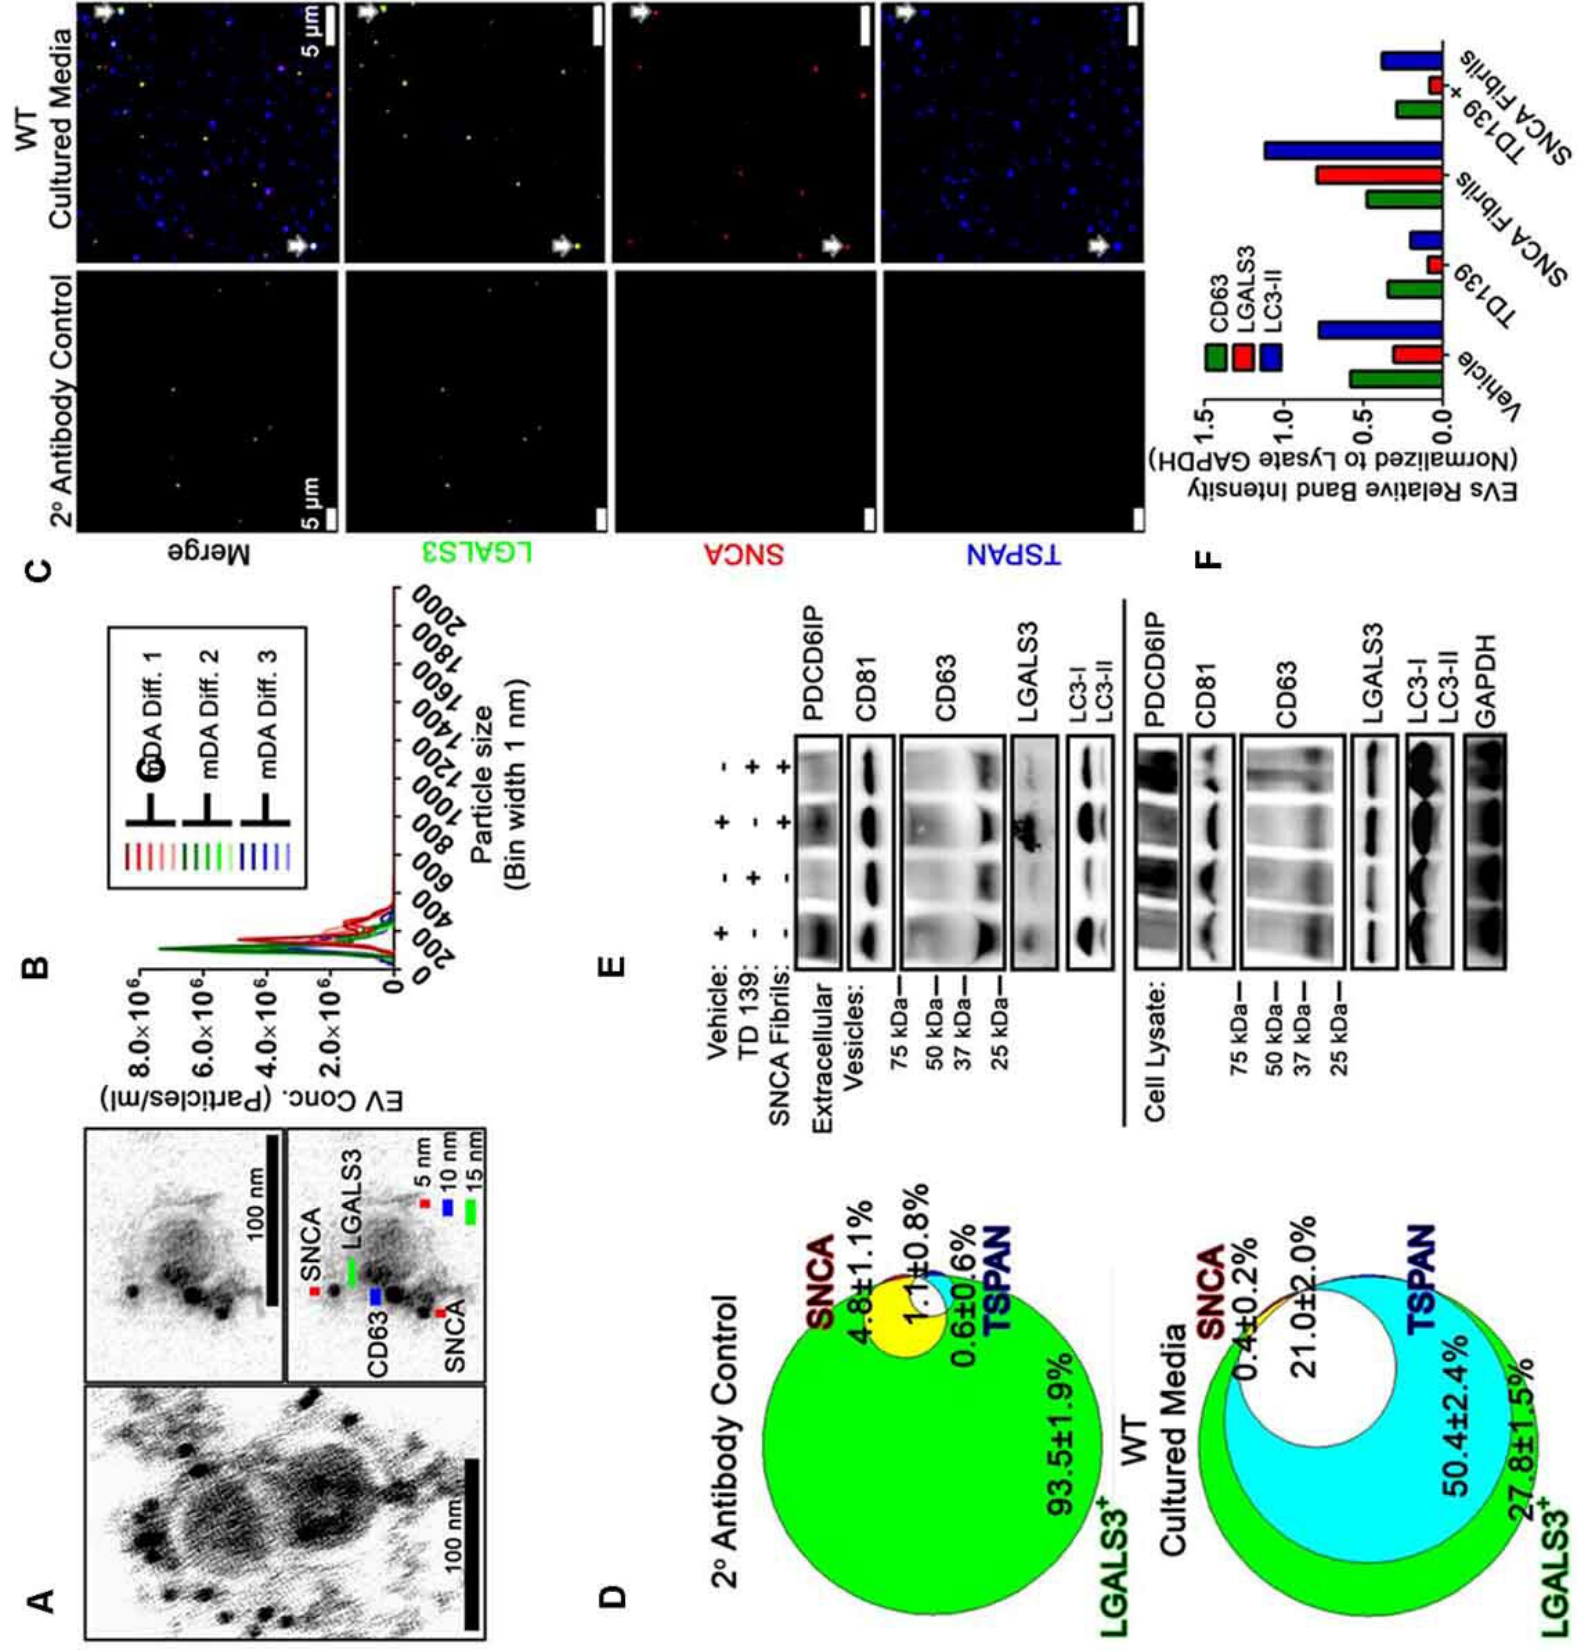 A
100 nm
100 nm
SNCA
LGALS3
CD63
SNCA
5 nm
10 nm
15 nm
B
EV Conc. (Particles/ml)
8.0×10⁶
6.0×10⁶
4.0×10⁶
2.0×10⁶
0
0
200
400
600
800
1000
1200
1400
1600
1800
2000
Particle size
(Bin width 1 nm)
mDA Diff. 1
mDA Diff. 2
mDA Diff. 3
C
C
2° Antibody Control
WT
Cultured Media
Merge
5 μm
5 μm
LGALS3
SNCA
TSPAN
D
2° Antibody Control
SNCA
4.8±1.1%
1.1±0.8%
0.6±0.6%
TSPAN
93.5±1.9%
LGALS3⁺
WT
Cultured Media
SNCA
0.4±0.2%
21.0±2.0%
TSPAN
50.4±2.4%
27.8±1.5%
LGALS3⁺
E
Vehicle: + - + -
TD 139: - + - +
SNCA Fibrils: - - + +
Extracellular
Vesicles:
PDCD6IP
CD81
75 kDa
50 kDa
37 kDa
25 kDa
CD63
LGALS3
LC3-I
LC3-II
Cell Lysate:
PDCD6IP
CD81
75 kDa
50 kDa
37 kDa
25 kDa
CD63
LGALS3
LC3-I
LC3-II
GAPDH
F
EVs Relative Band Intensity
(Normalized to Lysate GAPDH)
1.5
1.0
0.5
0.0
CD63
LGALS3
LC3-II
Vehicle
TD139
SNCA Fibrils
TD139 +
SNCA Fibrils